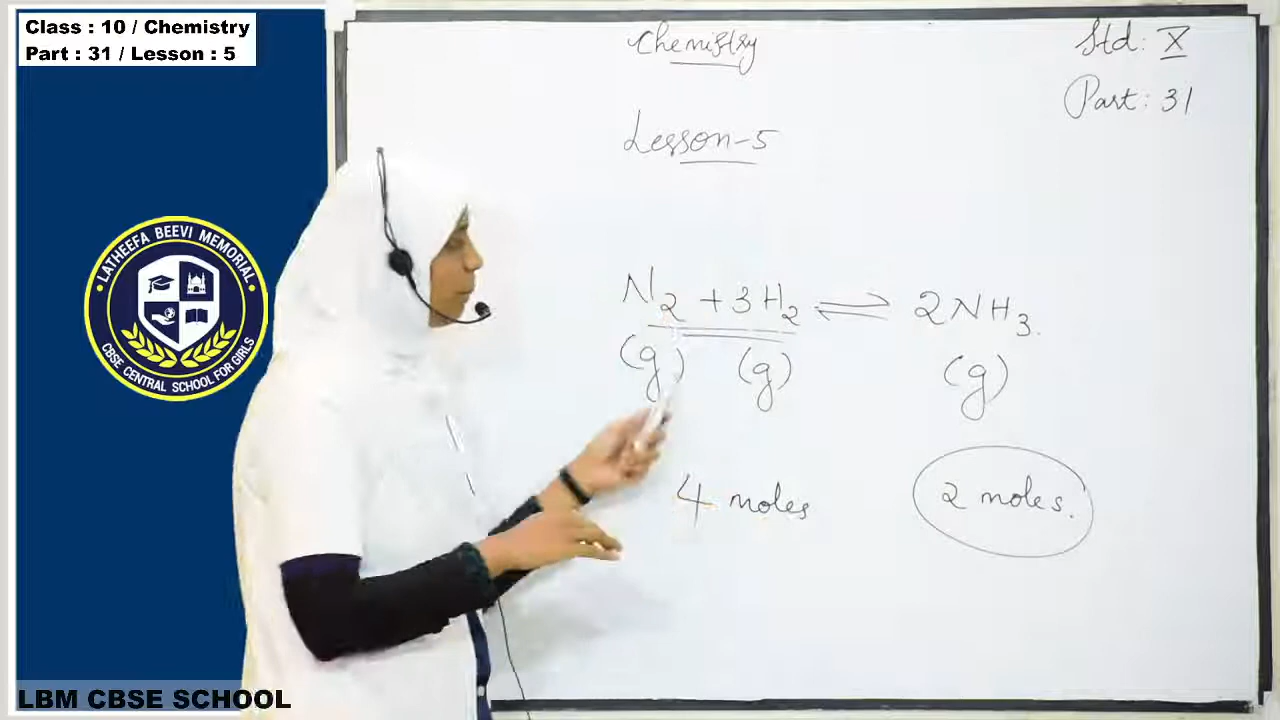 Class : 10 / Chemistry
Part : 31 / Lesson : 5
Chemistry
Std: X
Part: 31
Lesson-5
LATHEEFA BEEVI MEMORIAL
CBSE CENTRAL SCHOOL FOR GIRLS
N₂ + 3H₂ ⇌ 2NH₃.
(g) (g) (g)
4 moles 2 moles.
LBM CBSE SCHOOL